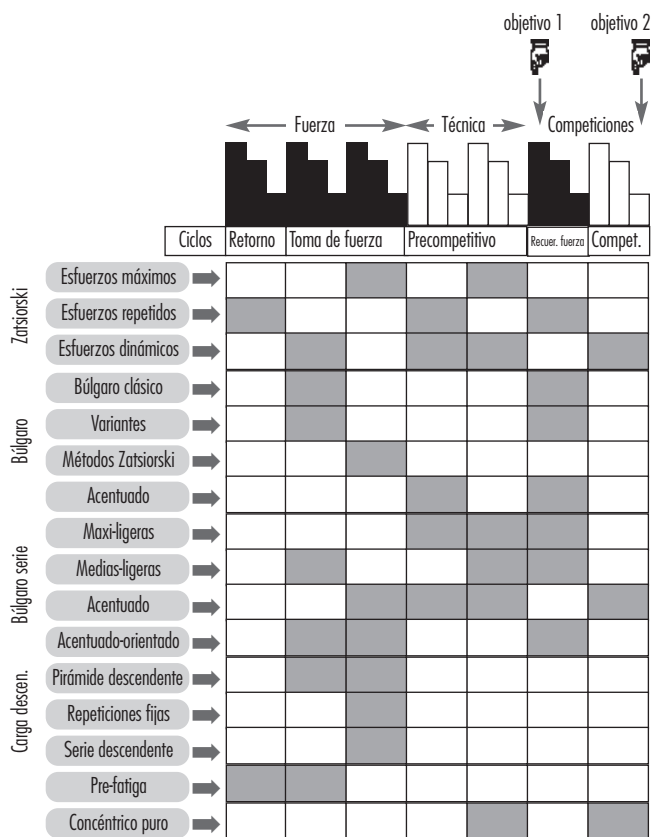 objetivo 1 objetivo 2
Fuerza Técnica Competiciones
Ciclos Retorno Toma de fuerza Precompetitivo Recuer. fuerza Compet.
Zatsiorski
Esfuerzos máximos
Esfuerzos repetidos
Esfuerzos dinámicos
Búlgaro
Búlgaro clásico
Variantes
Métodos Zatsiorski
Acentuado
Búlgaro serie
Maxi-ligeras
Medias-ligeras
Acentuado
Acentuado-orientado
Carga descen.
Pirámide descendente
Repeticiones fijas
Serie descendente
Pre-fatiga
Concéntrico puro